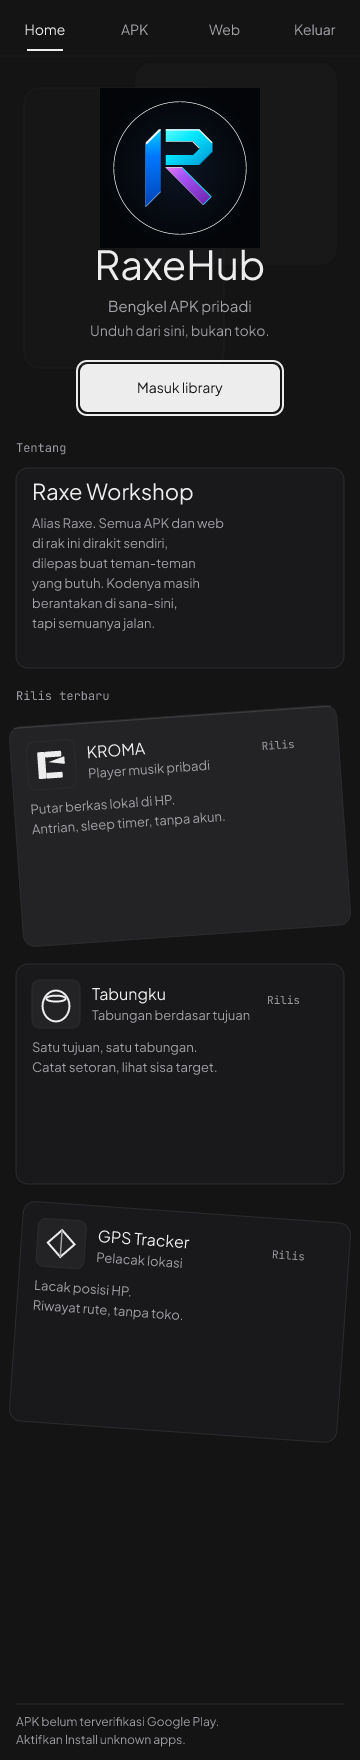 Home APK Web Keluar
RaxeHub
Bengkel APK pribadi
Unduh dari sini, bukan toko.
Masuk library
Tentang
Raxe Workshop
Alias Raxe. Semua APK dan web
di rak ini dirakit sendiri,
dilepas buat teman-teman
yang butuh. Kodenya masih
berantakan di sana-sini,
tapi semuanya jalan.
Rilis terbaru
KROMA
Rilis
Player musik pribadi
Putar berkas lokal di HP.
Antrian, sleep timer, tanpa akun.
Tabungku
Rilis
Tabungan berdasar tujuan
Satu tujuan, satu tabungan.
Catat setoran, lihat sisa target.
GPS Tracker
Rilis
Pelacak lokasi
Lacak posisi HP.
Riwayat rute, tanpa toko.
APK belum terverifikasi Google Play.
Aktifkan Install unknown apps.